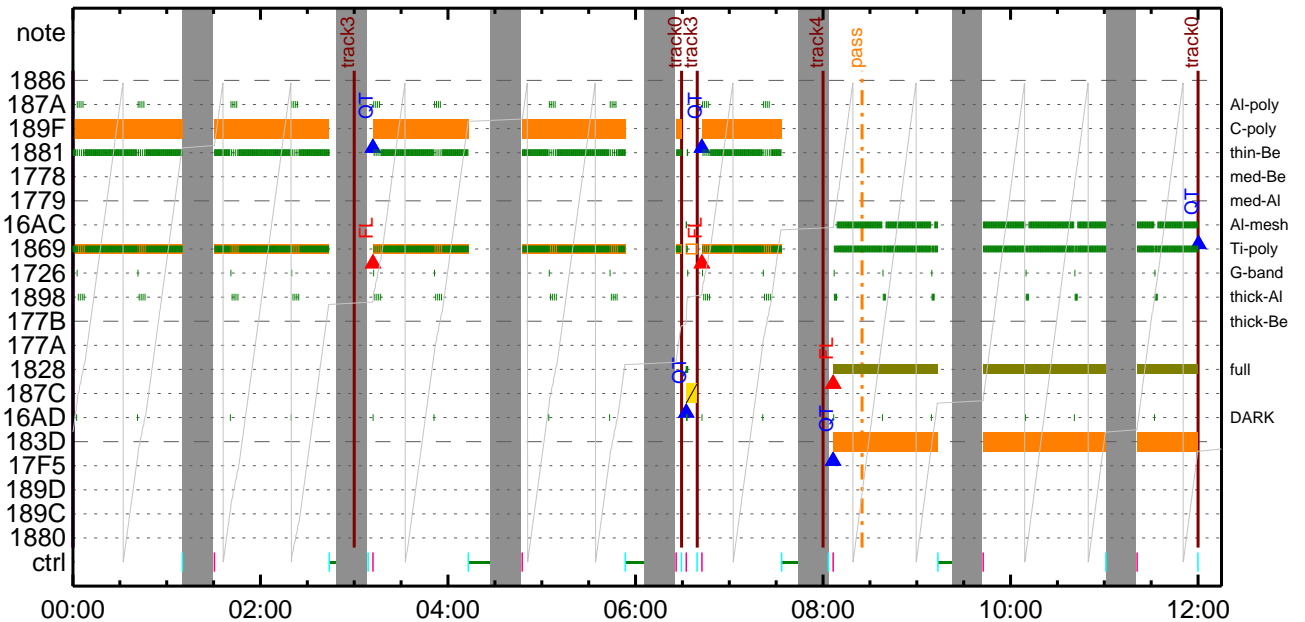 track3
track0
track3
track4
pass
track0
note
1886
187A
Al-poly
QT
QT
189F
C-poly
1881
thin-Be
1778
med-Be
1779
med-Al
QT
16AC
Al-mesh
FL
FL
1869
Ti-poly
1726
G-band
1898
thick-Al
177B
thick-Be
177A
FL
1828
full
QT
187C
16AD
DARK
QT
183D
17F5
189D
189C
1880
ctrl
00:00
02:00
04:00
06:00
08:00
10:00
12:00